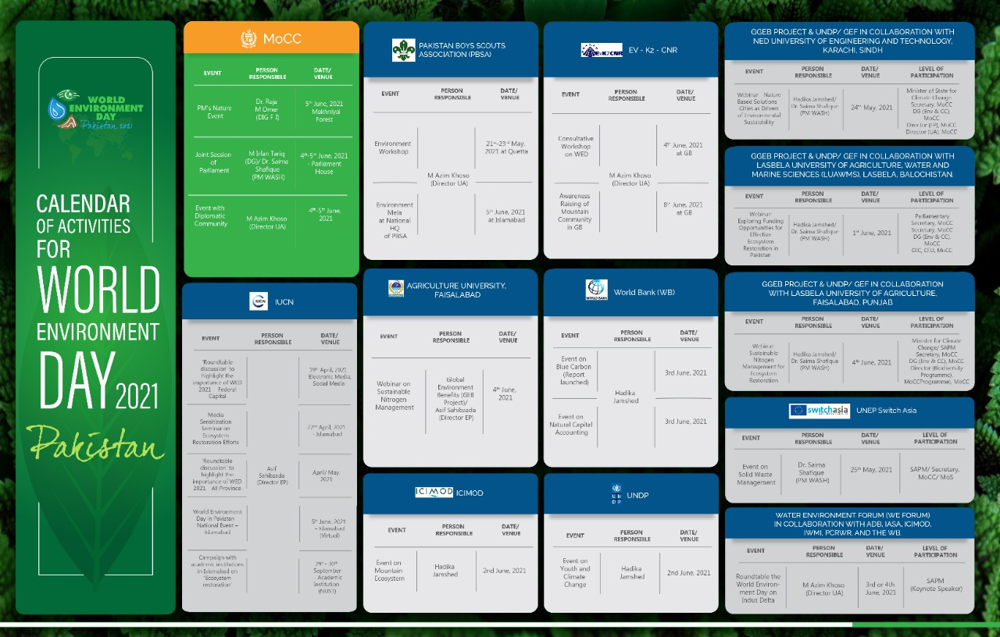 WORLD
ENVIRONMENT
DAY
Pakistan 2021
CALENDAR
OF ACTIVITIES
FOR
WORLD
ENVIRONMENT
DAY 2021
Pakistan
MoCC
EVENT
PERSON
RESPONSIBLE
DATE/
VENUE
PM's Nature
Event
Dr. Raja
M Omer
(DIG F I)
5th June, 2021
Makhniyal
Forest
Joint Session
of
Parliament
M Irfan Tariq
(DG)/ Dr. Saima
Shafique
(PM WASH)
4th-5th June, 2021
- Parliament
House
Event with
Diplomatic
Community
M Azim Khoso
(Director UA)
4th-5th June,
2021
IUCN
IUCN
EVENT
PERSON
RESPONSIBLE
DATE/
VENUE
'Roundtable
discussion' to
highlight the
importance of WED
2021 Federal
Capital
19th April, 2021
Electronic Media,
Social Media
Media
Sensitization
Seminar on
Ecosystem
Restoration Efforts
22nd April, 2021
- Islamabad
'Roundtable
discussion' to
highlight the
importance of WED
2021 All Province
Asif
Sahibzada
(Director EP)
April/ May,
2021
World Environment
Day in Pakistan
National Event –
Islamabad
5th June, 2021
- Islamabad
(Virtual)
Campaign with
academic institutions
in Islamabad on
'Ecosystem
restoration'
29th - 30th
September
- Academic
Institution
(NUST)
PAKISTAN BOYS SCOUTS
ASSOCIATION (PBSA)
EVENT
PERSON
RESPONSIBLE
DATE/
VENUE
Environment
Workshop
21st-23rd May,
2021 at Quetta
M Azim Khoso
(Director UA)
Environment
Mela
at National
HQ
of PBSA
5th June, 2021
at Islamabad
AGRICULTURE UNIVERSITY,
FAISALABAD
EVENT
PERSON
RESPONSIBLE
DATE/
VENUE
Webinar on
Sustainable
Nitrogen
Management
Global
Environment
Benefits (GEB
Project)/
Asif Sahibzada
(Director EP)
4th June,
2021
ICIMOD
ICIMOD
EVENT
PERSON
RESPONSIBLE
DATE/
VENUE
Event on
Mountain
Ecosystem
Hadika
Jamshed
2nd June, 2021
EvK2CNR
EV - K2 - CNR
EVENT
PERSON
RESPONSIBLE
DATE/
VENUE
Consultative
Workshop
on WED
4th June, 2021
at GB
M Azim Khoso
(Director UA)
Awareness
Raising of
Mountain
Community
in GB
8th June, 2021
at GB
WORLD BANK
World Bank (WB)
EVENT
PERSON
RESPONSIBLE
DATE/
VENUE
Event on
Blue Carbon
(Report
launched)
3rd June, 2021
Hadika
Jamshed
Event on
Natural Capital
Accounting
3rd June, 2021
U N
D P
UNDP
EVENT
PERSON
RESPONSIBLE
DATE/
VENUE
Event on
Youth and
Climate
Change
Hadika
Jamshed
2nd June, 2021
GGEB PROJECT & UNDP/ GEF IN COLLABORATION WITH
NED UNIVERSITY OF ENGINEERING AND TECHNOLOGY,
KARACHI, SINDH
EVENT
PERSON
RESPONSIBLE
DATE/
VENUE
LEVEL OF
PARTICIPATION
Webinar Nature
Based Solutions
Cities as Drivers
of Environmental
Sustaiability
Hadika Jamshed/
Dr. Saima Shafique
(PM WASH)
24th May, 2021
Minister of State for
Climate Change
Secretary, MoCC
DG (Env & CC),
MoCC
Director (EP), MoCC
Director (UA), MoCC
GGEB PROJECT & UNDP/ GEF IN COLLABORATION WITH
LASBELA UNIVERSITY OF AGRICULTURE, WATER AND
MARINE SCIENCES (LUAWMS), LASBELA, BALOCHISTAN.
EVENT
PERSON
RESPONSIBLE
DATE/
VENUE
LEVEL OF
PARTICIPATION
Webinar:
Exploring Funding
Opportunities for
Effective
Ecosystem
Restoration in
Pakistan
Hadika Jamshed/
Dr. Saima Shafique
(PM WASH)
1st June, 2021
Parliamentary
Secretary, MoCC
Secretary, MoCC
DG (Env & CC),
MoCC
OIC, CFU, MoCC
GGEB PROJECT & UNDP/ GEF IN COLLABORATION
WITH LASBELA UNIVERSITY OF AGRICULTURE,
FAISALABAD, PUNJAB
EVENT
PERSON
RESPONSIBLE
DATE/
VENUE
LEVEL OF
PARTICIPATION
Webinar:
Sustainable
Nitogen
Management for
Ecosystem
Restoration
Hadika Jamshed/
Dr. Saima Shafique
(PM WASH)
4th June, 2021
Minister for Climate
Change/ SAPM
Secretary, MoCC
DG (Env & CC), MoCC
Director (Biodiversity
Programme),
MoCCProgramme), MoCC
switchasia
UNEP Switch Asia
EVENT
PERSON
RESPONSIBLE
DATE/
VENUE
LEVEL OF
PARTICIPATION
Event on
Solid Waste
Management
Dr. Saima
Shafique
(PM WASH)
25th May, 2021
SAPM/ Secretary,
MoCC/ MoS
WATER ENVIRONMENT FORUM (WE FORUM)
IN COLLABORATION WITH ADB, IASA, ICIMOD,
IWMI, PCRWR, AND THE WB.
EVENT
PERSON
RESPONSIBLE
DATE/
VENUE
LEVEL OF
PARTICIPATION
Roundtable the
World Environ-
ment Day on
Indus Delta
M Azim Khoso
(Director UA)
3rd or 4th
June, 2021
SAPM
(Keynote Speaker)